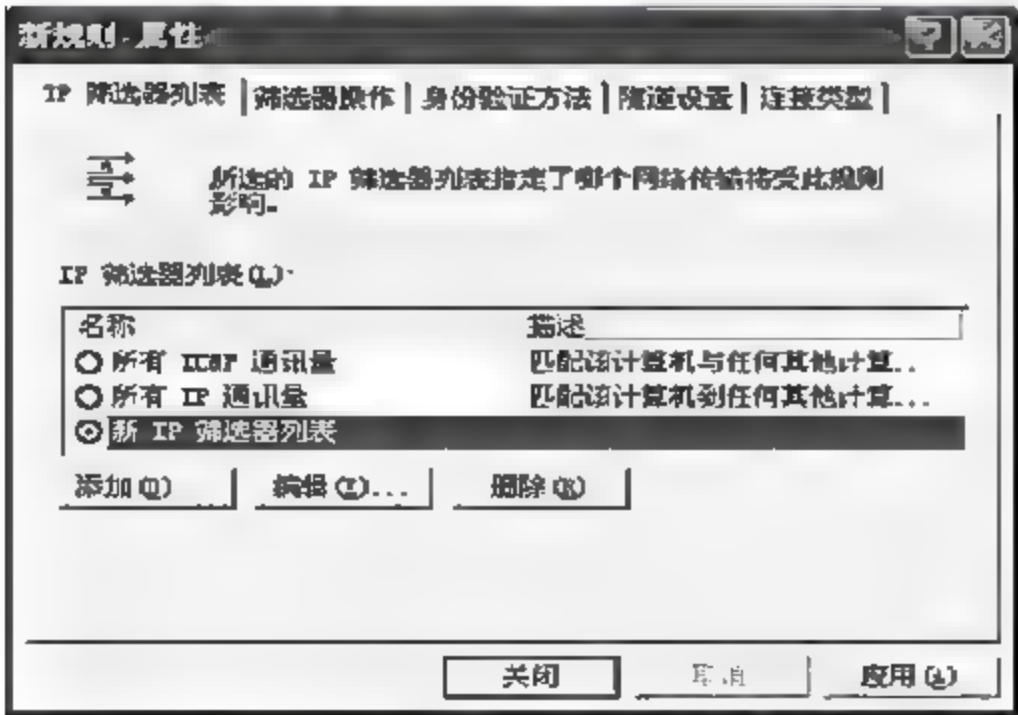 新规则 属性
IP 筛选器列表 筛选器操作 身份验证方法 隧道设置 连接类型
所选的 IP 筛选器列表指定了哪个网络传输将受此规则
影响。
IP 筛选器列表(L):
名称 描述
所有 ICMP 通讯量 匹配该计算机与任何其他计算...
所有 IP 通讯量 匹配该计算机到任何其他计算...
新 IP 筛选器列表
添加(D) 编辑(E)... 删除(R)
关闭 取消 应用(A)